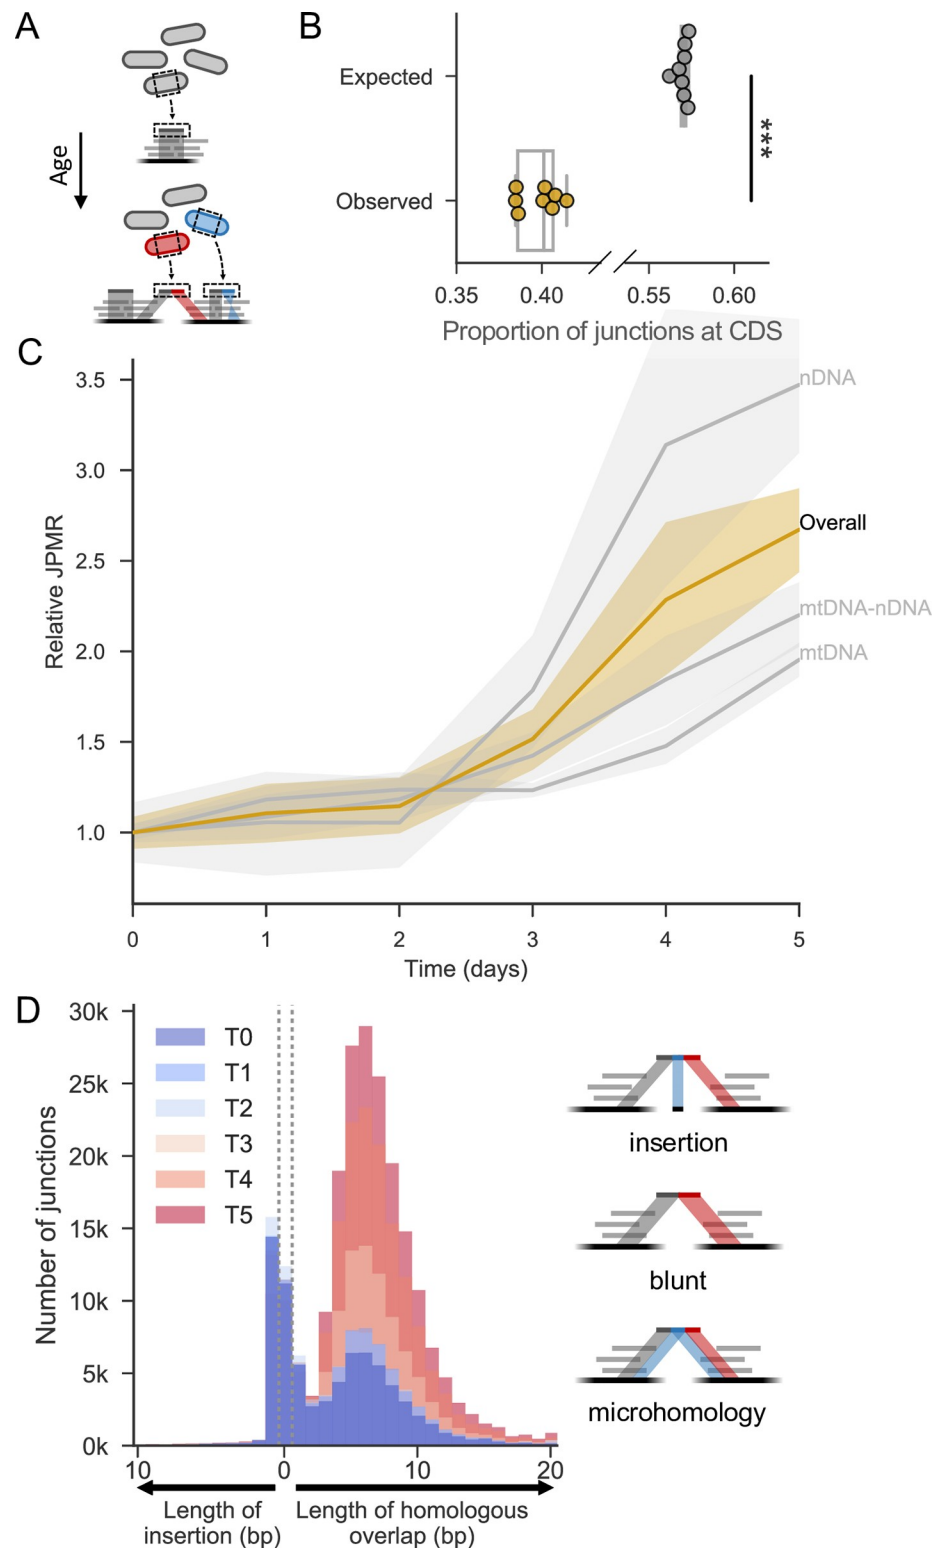 A
Age
B
Expected
Observed
***
0.35
0.40
0.55
0.60
Proportion of junctions at CDS
C
Relative JPMR
3.5
3.0
2.5
2.0
1.5
1.0
nDNA
Overall
mtDNA-nDNA
mtDNA
0
1
2
3
4
5
Time (days)
D
Number of junctions
30k
25k
20k
15k
10k
5k
0k
T0
T1
T2
T3
T4
T5
10
0
10
20
Length of
insertion (bp)
Length of homologous
overlap (bp)
insertion
blunt
microhomology